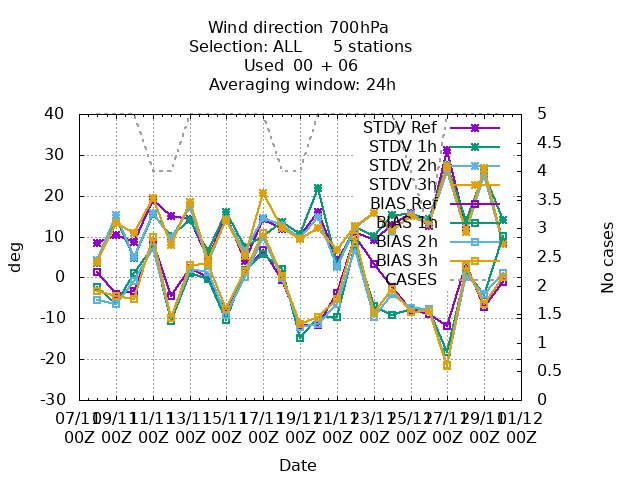 Wind direction 700hPa
Selection: ALL 5 stations
Used 00 + 06
Averaging window: 24h
deg
No cases
40
30
20
10
0
-10
-20
-30
5
4.5
4
3.5
3
2.5
2
1.5
1
0.5
0
STDV Ref
STDV 1h
STDV 2h
STDV 3h
BIAS Ref
BIAS 1h
BIAS 2h
BIAS 3h
CASES
07/11 09/11 11/11 13/11 15/11 17/11 19/11 21/11 23/11 25/11 27/11 29/11 01/12
00Z 00Z 00Z 00Z 00Z 00Z 00Z 00Z 00Z 00Z 00Z 00Z 00Z
Date